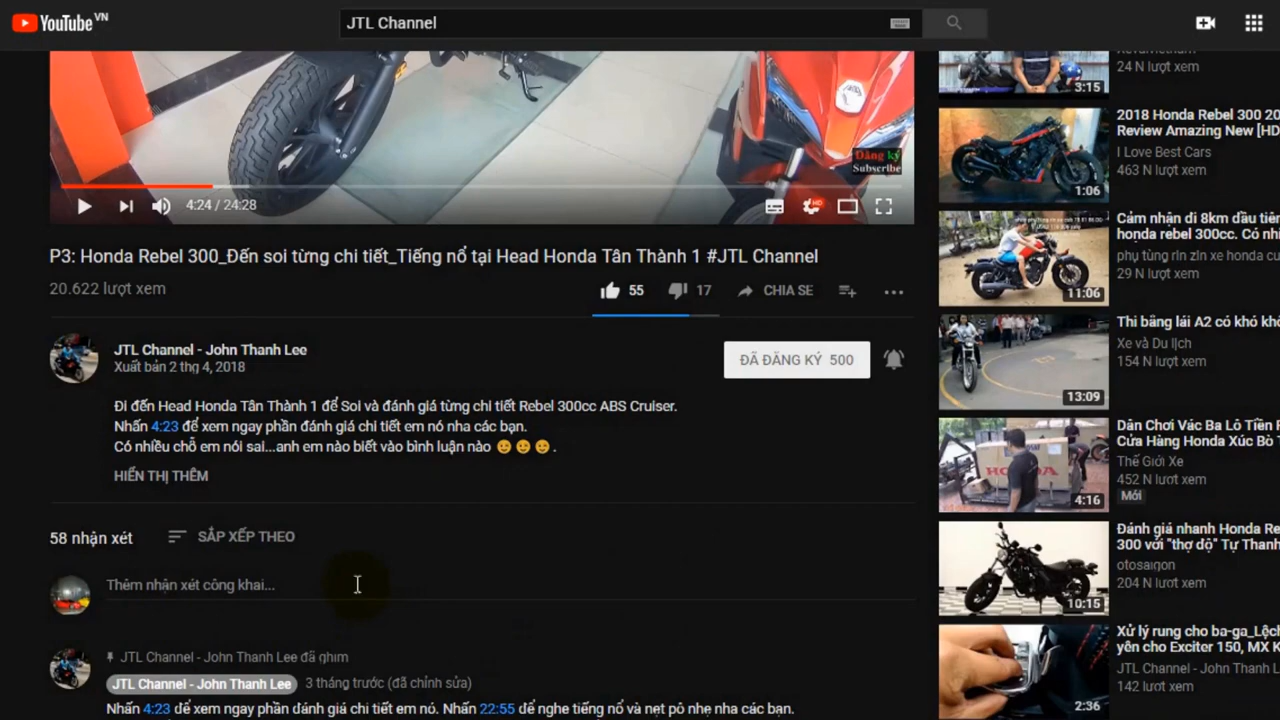 YouTube VN
JTL Channel
Đăng ký
Subscribe
4:24 / 24:28
P3: Honda Rebel 300_Đến soi từng chi tiết_Tiếng nổ tại Head Honda Tân Thành 1 #JTL Channel
20.622 lượt xem
55
17
CHIA SẺ
JTL Channel - John Thanh Lee
Xuất bản 2 thg 4, 2018
ĐÃ ĐĂNG KÝ 500
Đi đến Head Honda Tân Thành 1 để Soi và đánh giá từng chi tiết Rebel 300cc ABS Cruiser.
Nhấn 4:23 để xem ngay phần đánh giá chi tiết em nó nha các bạn.
Có nhiều chỗ em nói sai...anh em nào biết vào bình luận nào 😉😉😉.
HIỂN THỊ THÊM
58 nhận xét
SẮP XẾP THEO
Thêm nhận xét công khai...
JTL Channel - John Thanh Lee đã ghim
JTL Channel - John Thanh Lee 3 tháng trước (đã chỉnh sửa)
Nhấn 4:23 để xem ngay phần đánh giá chi tiết em nó. Nhấn 22:55 để nghe tiếng nổ và nẹt pô nhẹ nha các bạn.
24 N lượt xem
3:15
2018 Honda Rebel 300 20
Review Amazing New [HD
I Love Best Cars
463 N lượt xem
1:06
Cảm nhận đi 8km đầu tiên
honda rebel 300cc. Có nhi
phụ tùng rin zin xe honda cu
29 N lượt xem
11:06
Thi bằng lái A2 có khó kh
Xe và Du lịch
154 N lượt xem
13:09
Dân Chơi Vác Ba Lô Tiền
Cửa Hàng Honda Xúc Bò
Thế Giới Xe
452 N lượt xem
Mới
HONDA
4:16
Đánh giá nhanh Honda Re
300 với "thợ độ" Tự Thanh
otosaigon
204 N lượt xem
10:15
Xử lý rung cho ba-ga_Lệch
yên cho Exciter 150, MX K
JTL Channel - John Thanh L
142 lượt xem
2:36